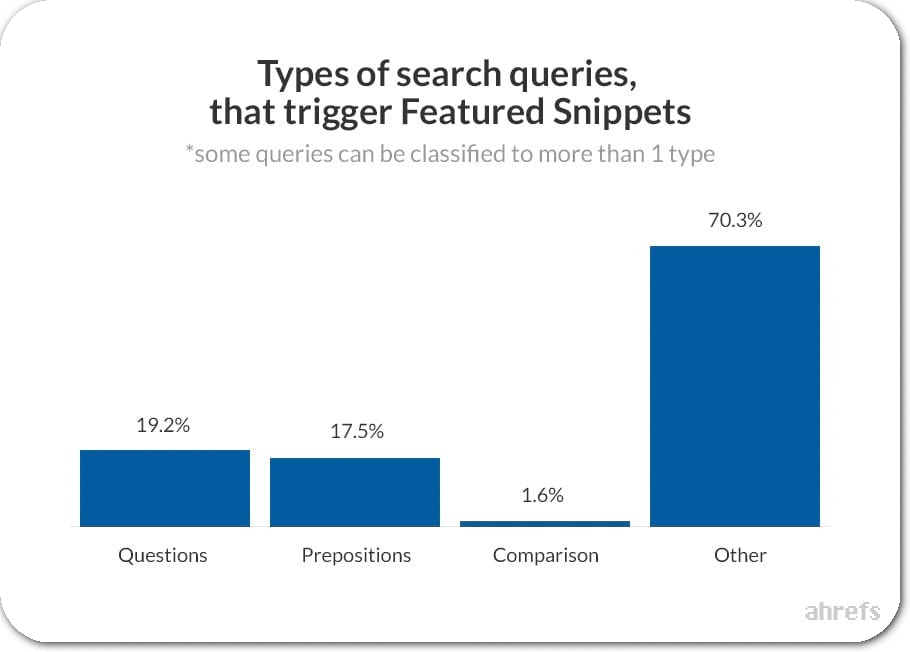 Types of search queries,
that trigger Featured Snippets
*some queries can be classified to more than 1 type
70.3%
19.2%
17.5%
1.6%
Questions
Prepositions
Comparison
Other
ahrefs